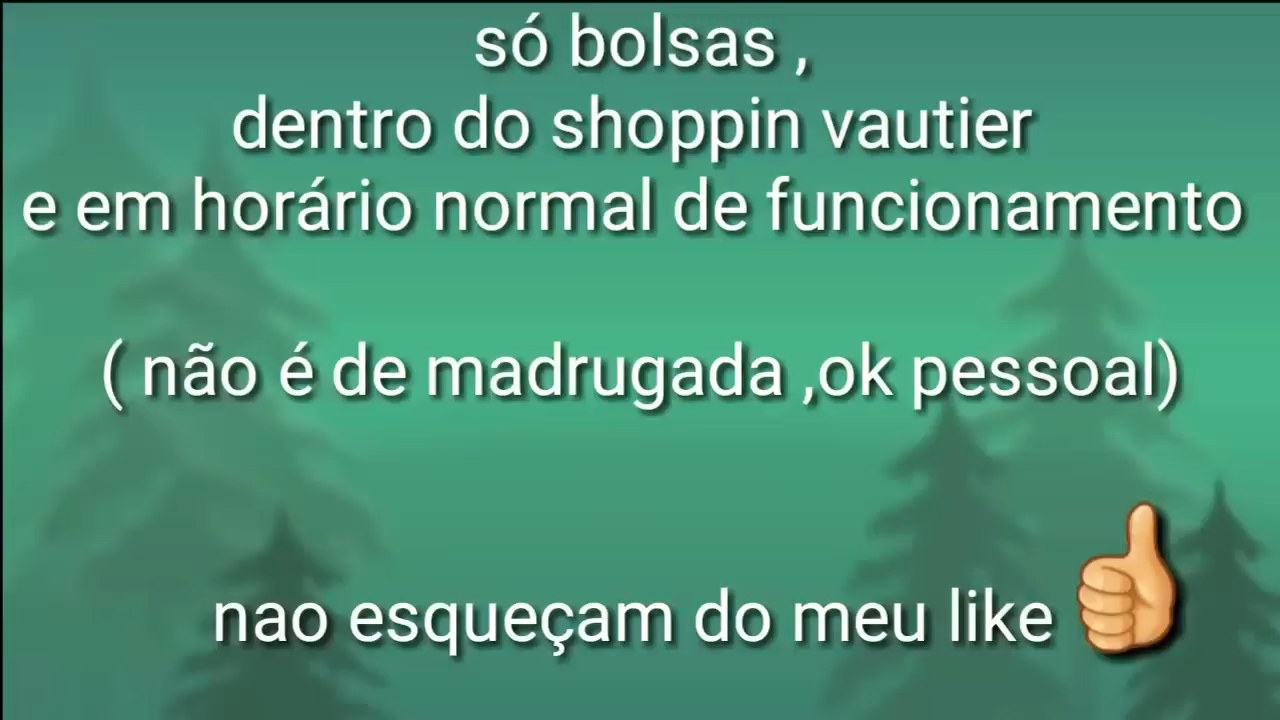 só bolsas ,
dentro do shoppin vautier
e em horário normal de funcionamento
( não é de madrugada ,ok pessoal)
nao esqueçam do meu like